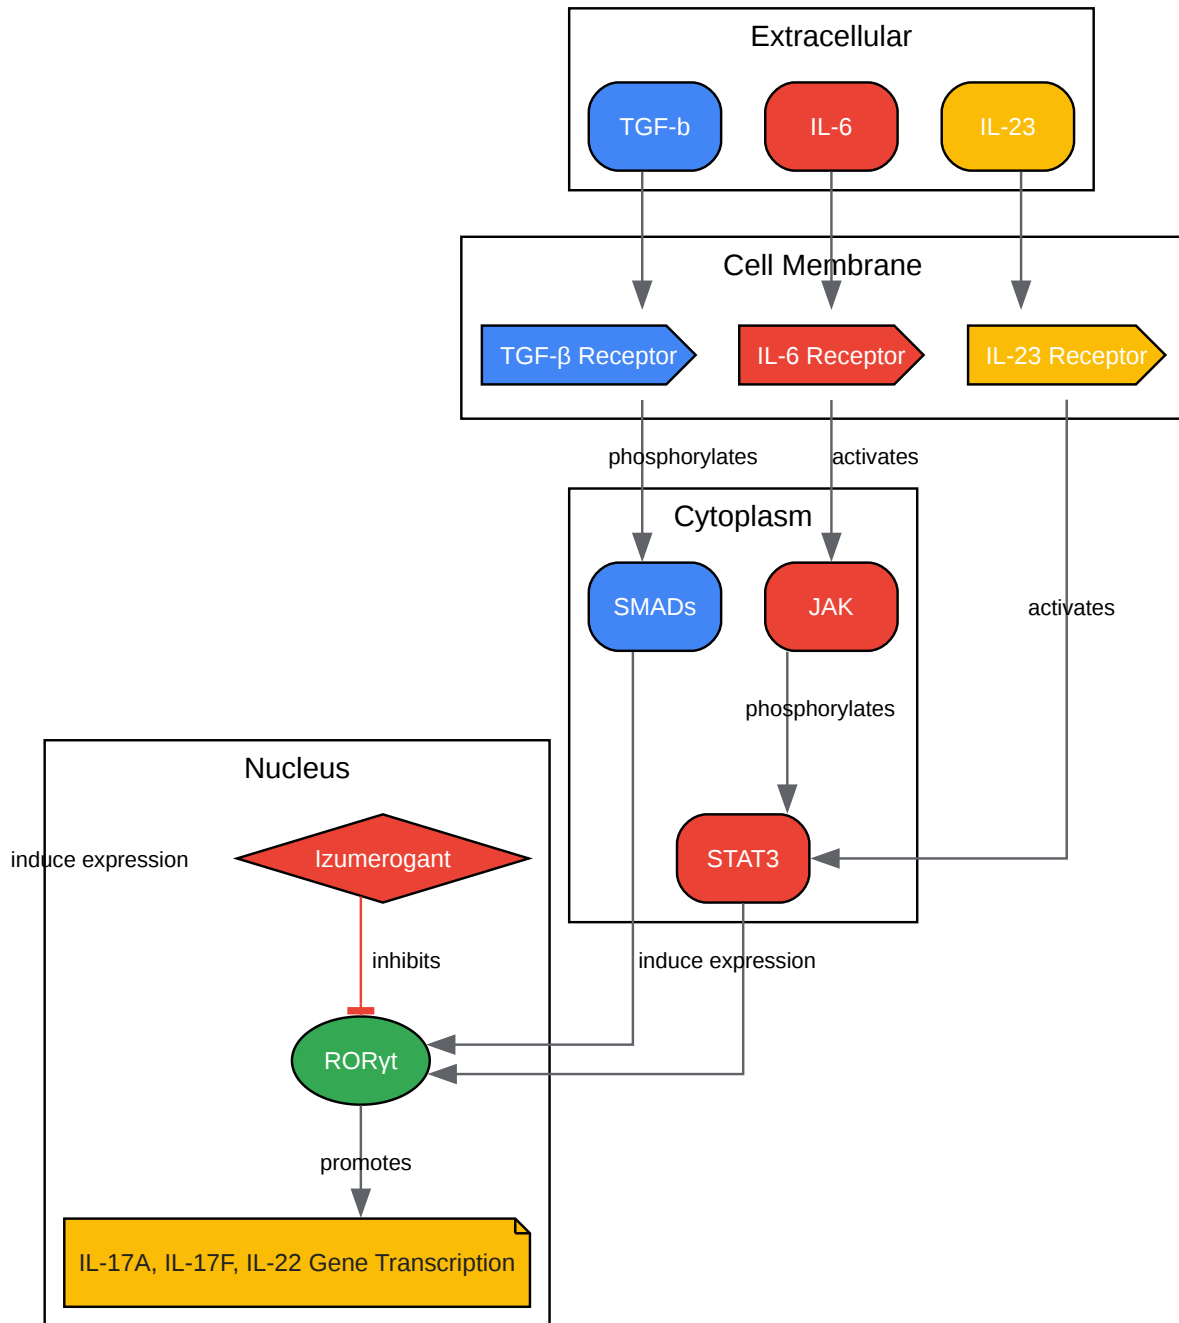 Extracellular
TGF-b
IL-6
IL-23
Cell Membrane
TGF-β Receptor
IL-6 Receptor
IL-23 Receptor
phosphorylates
activates
Cytoplasm
SMADs
JAK
activates
phosphorylates
Nucleus
induce expression
Izumerogant
STAT3
inhibits
induce expression
RORγt
promotes
IL-17A, IL-17F, IL-22 Gene Transcription